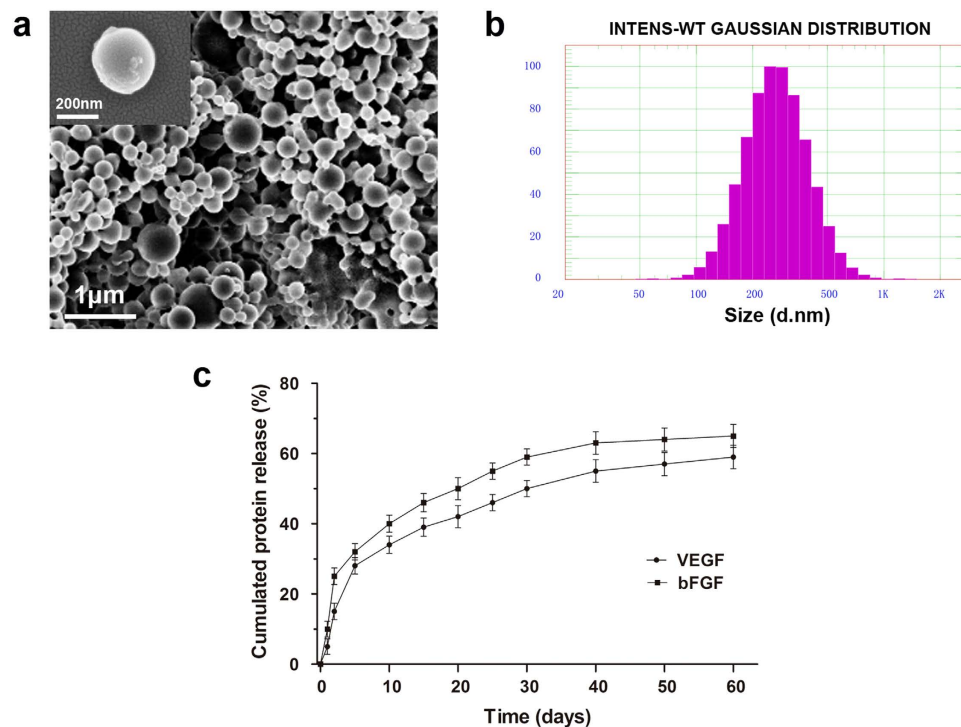 a
200nm
1μm
b
INTENS-WT GAUSSIAN DISTRIBUTION
100
80
60
40
20
0
20 50 100 200 500 1K 2K
Size (d.nm)
c
Cumulated protein release (%)
80
60
40
20
0
VEGF
bFGF
0 10 20 30 40 50 60
Time (days)